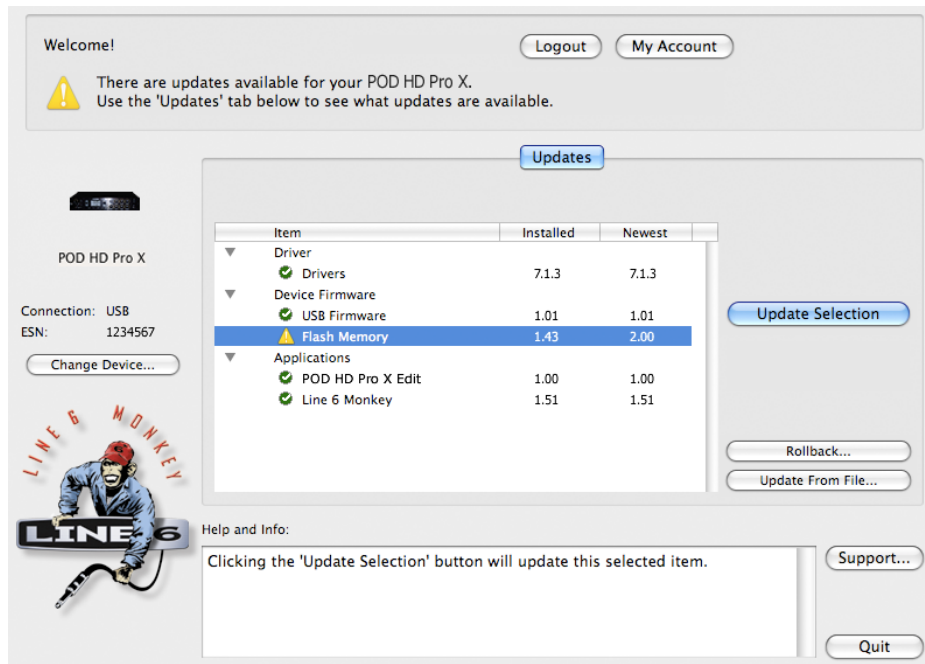 Welcome!
Logout
My Account
There are updates available for your POD HD Pro X.
Use the 'Updates' tab below to see what updates are available.
Updates
POD HD Pro X
Connection: USB
ESN: 1234567
Change Device...
Item Installed Newest
Driver
Drivers 7.1.3 7.1.3
Device Firmware
USB Firmware 1.01 1.01
Flash Memory 1.43 2.00
Applications
POD HD Pro X Edit 1.00 1.00
Line 6 Monkey 1.51 1.51
Update Selection
Rollback...
Update From File...
LINE 6 MONKEY
LINE 6
Help and Info:
Clicking the 'Update Selection' button will update this selected item.
Support...
Quit